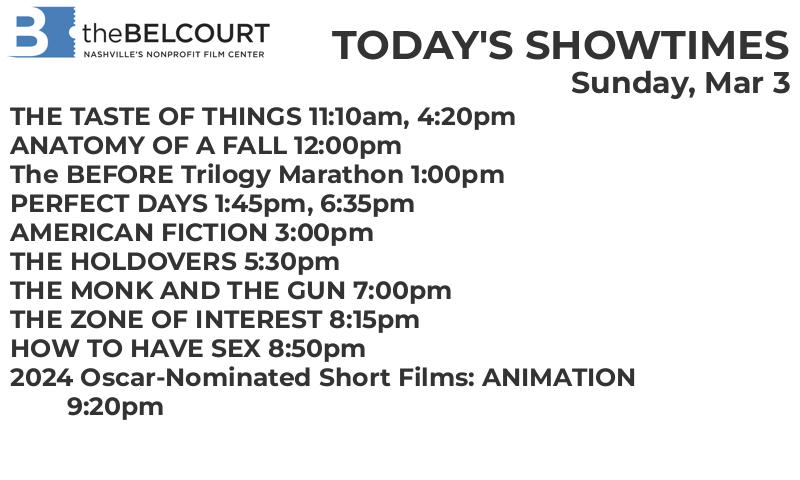 B theBELCOURT
NASHVILLE'S NONPROFIT FILM CENTER
TODAY'S SHOWTIMES
Sunday, Mar 3
THE TASTE OF THINGS 11:10am, 4:20pm
ANATOMY OF A FALL 12:00pm
The BEFORE Trilogy Marathon 1:00pm
PERFECT DAYS 1:45pm, 6:35pm
AMERICAN FICTION 3:00pm
THE HOLDOVERS 5:30pm
THE MONK AND THE GUN 7:00pm
THE ZONE OF INTEREST 8:15pm
HOW TO HAVE SEX 8:50pm
2024 Oscar-Nominated Short Films: ANIMATION
9:20pm